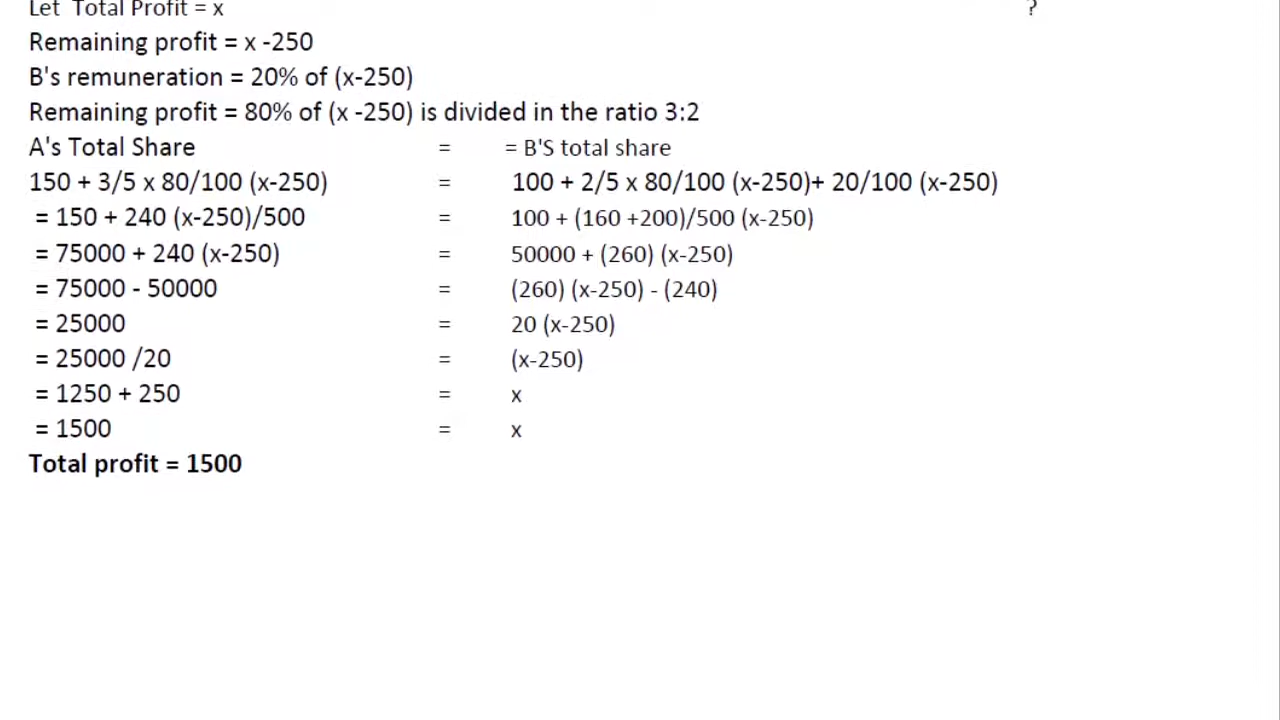 Let Total Profit = x ?
Remaining profit = x -250
B's remuneration = 20% of (x-250)
Remaining profit = 80% of (x -250) is divided in the ratio 3:2
A's Total Share = = B'S total share
150 + 3/5 x 80/100 (x-250) = 100 + 2/5 x 80/100 (x-250)+ 20/100 (x-250)
= 150 + 240 (x-250)/500 = 100 + (160 +200)/500 (x-250)
= 75000 + 240 (x-250) = 50000 + (260) (x-250)
= 75000 - 50000 = (260) (x-250) - (240)
= 25000 = 20 (x-250)
= 25000 /20 = (x-250)
= 1250 + 250 = x
= 1500 = x
Total profit = 1500